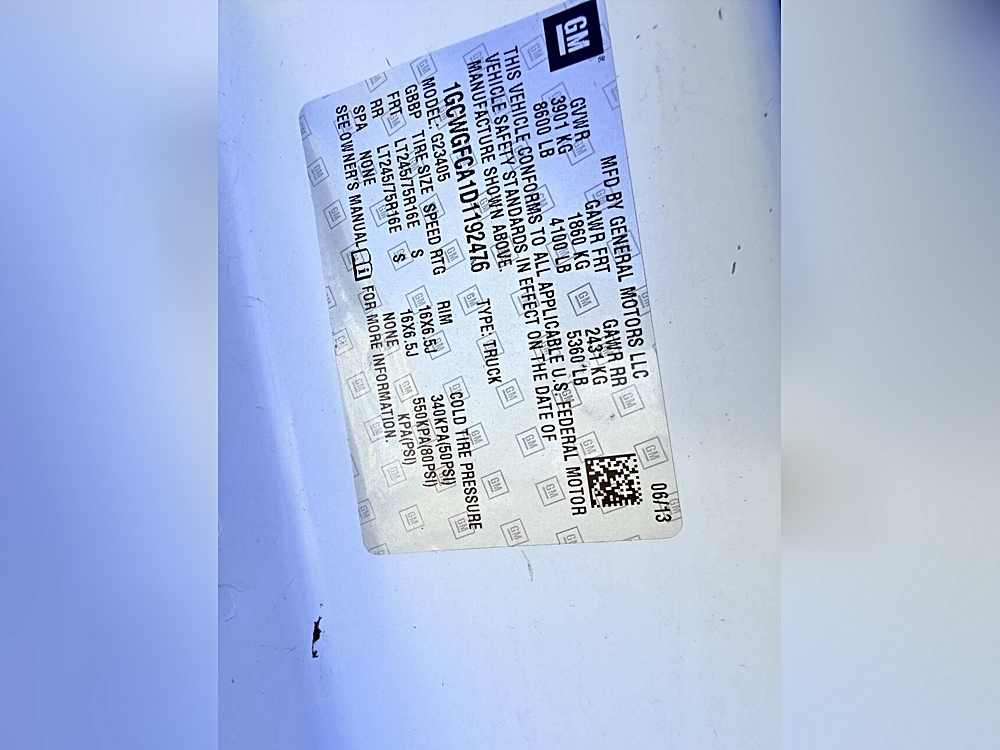 GM
MFD BY GENERAL MOTORS LLC 06/13
GVWR GAWR FRT GAWR RR
3901 KG 1860 KG 2431 KG
8600 LB 4100 LB 5360 LB
THIS VEHICLE CONFORMS TO ALL APPLICABLE U.S. FEDERAL MOTOR
VEHICLE SAFETY STANDARDS IN EFFECT ON THE DATE OF
MANUFACTURE SHOWN ABOVE.
1GCWGFCA1D1192476 TYPE: TRUCK
MODEL: G23405
GBBP TIRE SIZE SPEED RTG RIM COLD TIRE PRESSURE
FRT LT245/75R16E S 16X6.5J 340KPA(50PSI)
RR LT245/75R16E S 16X6.5J 550KPA(80PSI)
SPA NONE NONE KPA(PSI)
SEE OWNER'S MANUAL FOR MORE INFORMATION.